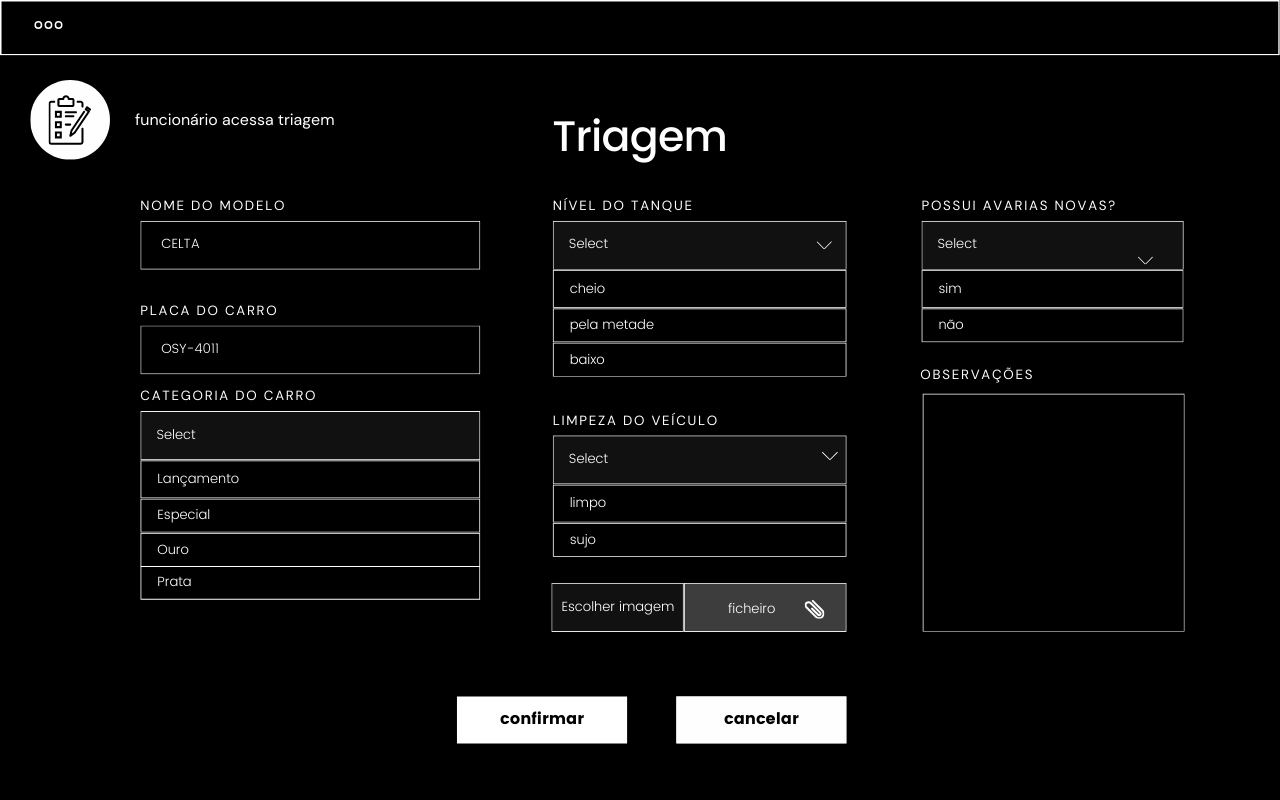 funcionário acessa triagem
Triagem
NOME DO MODELO
CELTA
PLACA DO CARRO
OSY-4011
CATEGORIA DO CARRO
Select
Lançamento
Especial
Ouro
Prata
NÍVEL DO TANQUE
Select
cheio
pela metade
baixo
LIMPEZA DO VEÍCULO
Select
limpo
sujo
Escolher imagem
ficheiro
POSSUI AVARIAS NOVAS?
Select
sim
não
OBSERVAÇÕES
confirmar
cancelar